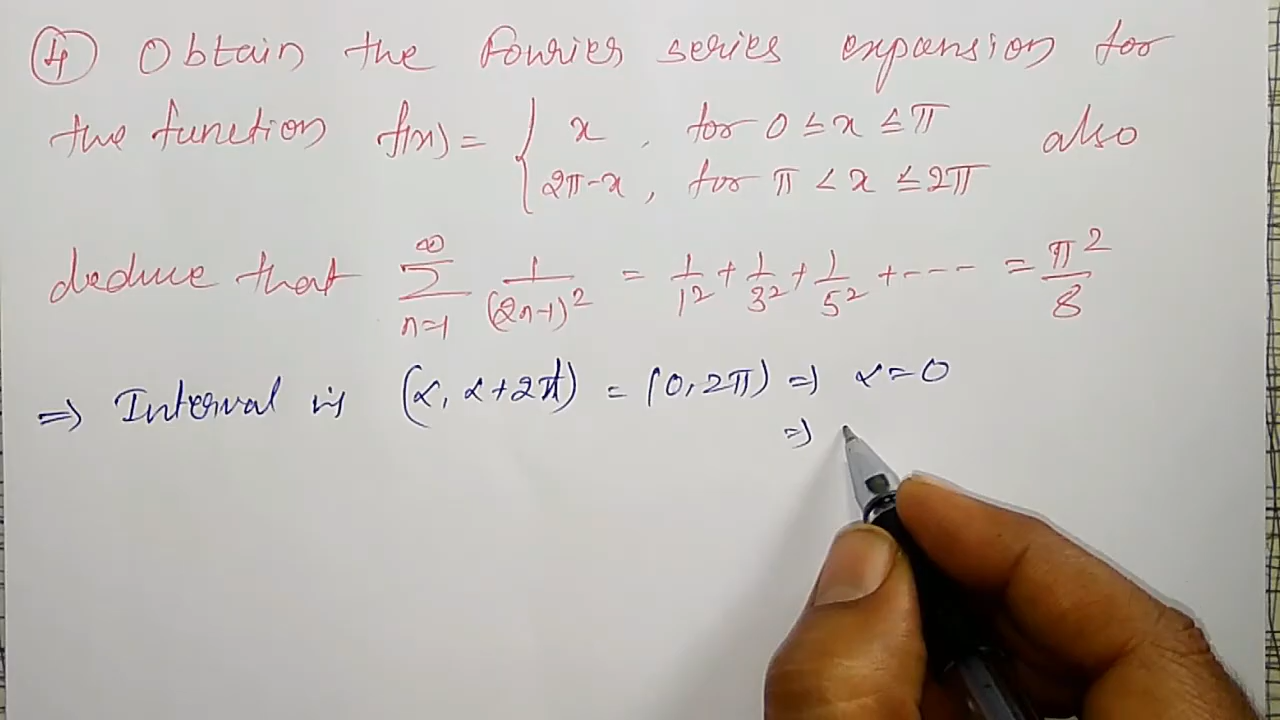 4 Obtain the Fourier series expansion for
the function f(x) = { x , for 0 ≤ x ≤ π also
2π-x , for π < x ≤ 2π
deduce that ∞ Σ n=1 1/(2n-1)² = 1/1² + 1/3² + 1/5² + --- = π²/8
⇒ Interval is (α, α+2π) = (0, 2π) ⇒ α=0
⇒